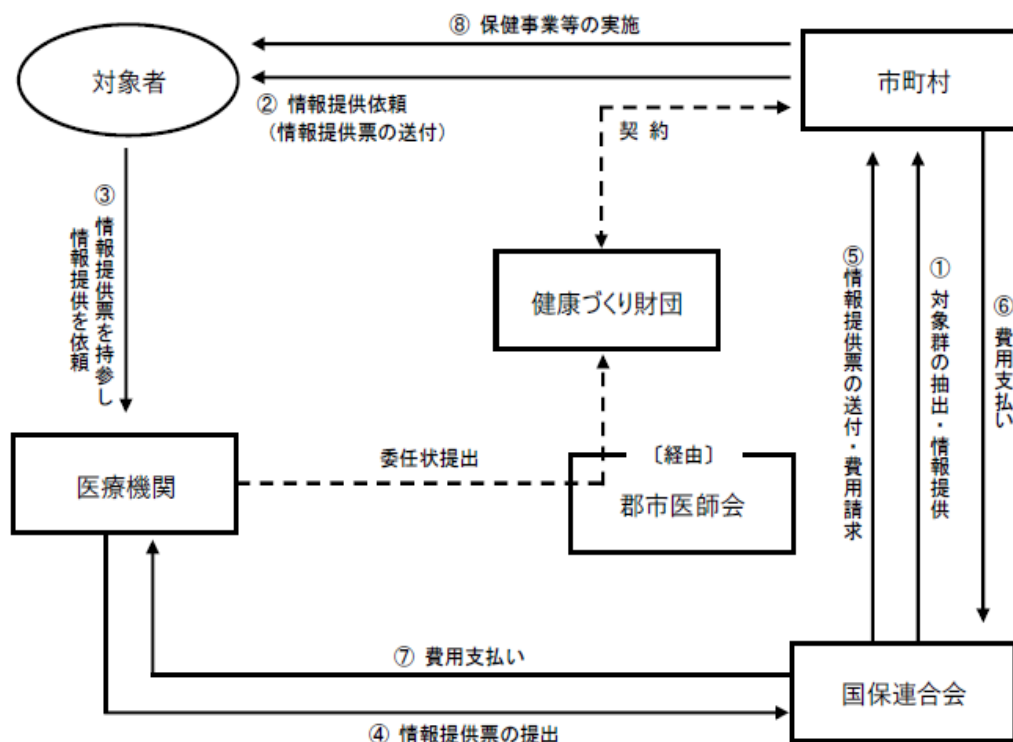 ⑧ 保健事業等の実施
対象者
市町村
② 情報提供依頼
（情報提供票の送付）
契 約
③ 情報提供票を持参し
情報提供を依頼
健康づくり財団
⑤情報提供票の送付・費用請求
① 対象群の抽出・情報提供
⑥ 費用支払い
医療機関
委任状提出
〔経由〕
郡市医師会
⑦ 費用支払い
国保連合会
④ 情報提供票の提出